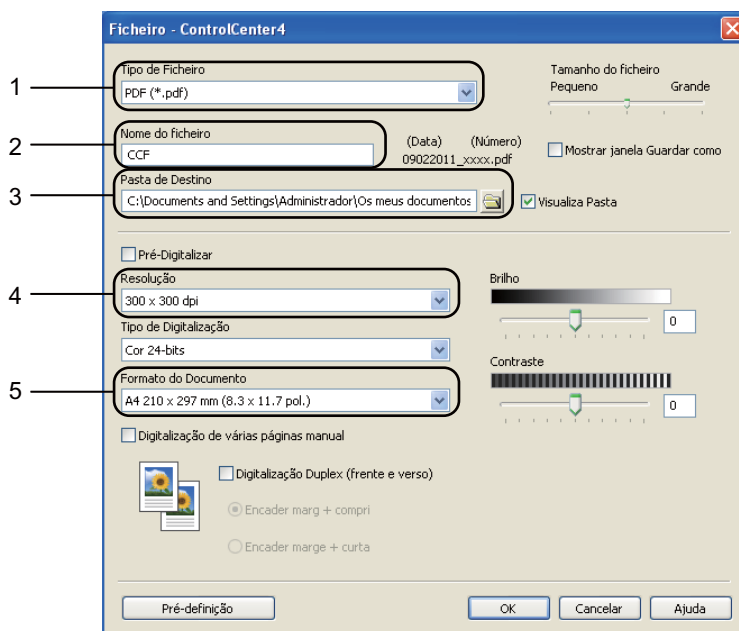 Ficheiro - ControlCenter4
1
Tipo de Ficheiro
PDF (*.pdf)
Tamanho do ficheiro
Pequeno Grande
2
Nome do ficheiro
CCF
(Data) (Número)
09022011_xxxx.pdf
Mostrar janela Guardar como
3
Pasta de Destino
C:\Documents and Settings\Administrador\Os meus documentos
Visualiza Pasta
Pré-Digitalizar
4
Resolução
300 x 300 dpi
Brilho
0
Tipo de Digitalização
Cor 24-bits
Contraste
0
5
Formato do Documento
A4 210 x 297 mm (8.3 x 11.7 pol.)
Digitalização de várias páginas manual
Digitalização Duplex (frente e verso)
Encader marg + compri
Encader marge + curta
Pré-definição
OK
Cancelar
Ajuda